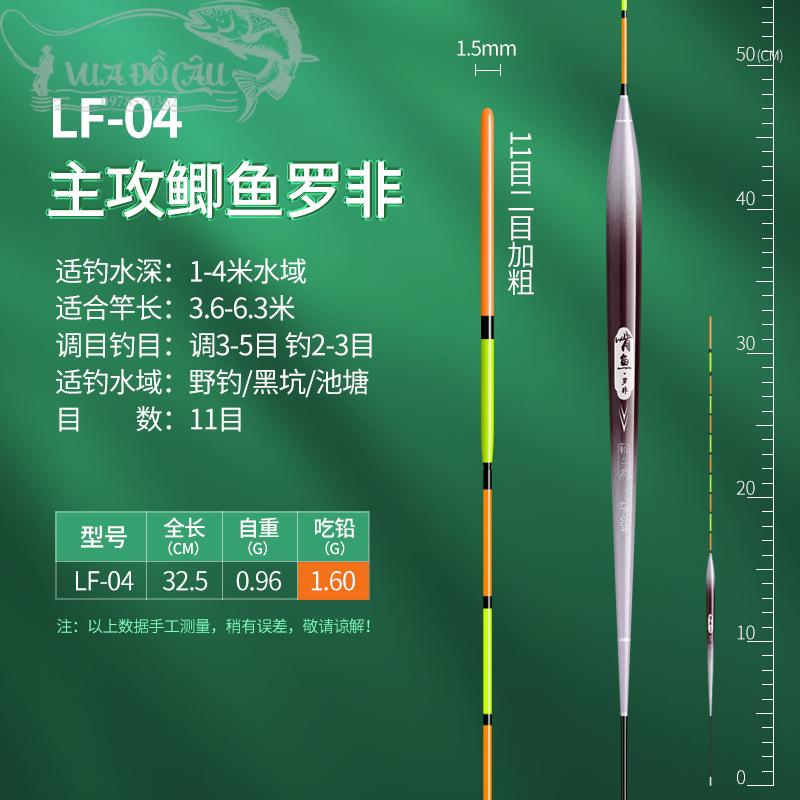 VUA ĐỒ CÂU
LF-04
主攻鲫鱼罗非
适钓水深：1-4米水域
适合竿长：3.6-6.3米
调目钓目：调3-5目 钓2-3目
适钓水域：野钓/黑坑/池塘
目　　数：11目
型号 全长(CM) 自重(G) 吃铅(G)
LF-04 32.5 0.96 1.60
注：以上数据手工测量，稍有误差，敬请谅解！
1.5mm
11目二目加粗
啃鱼·罗非
LF-004
50(CM)
40
30
20
10
0